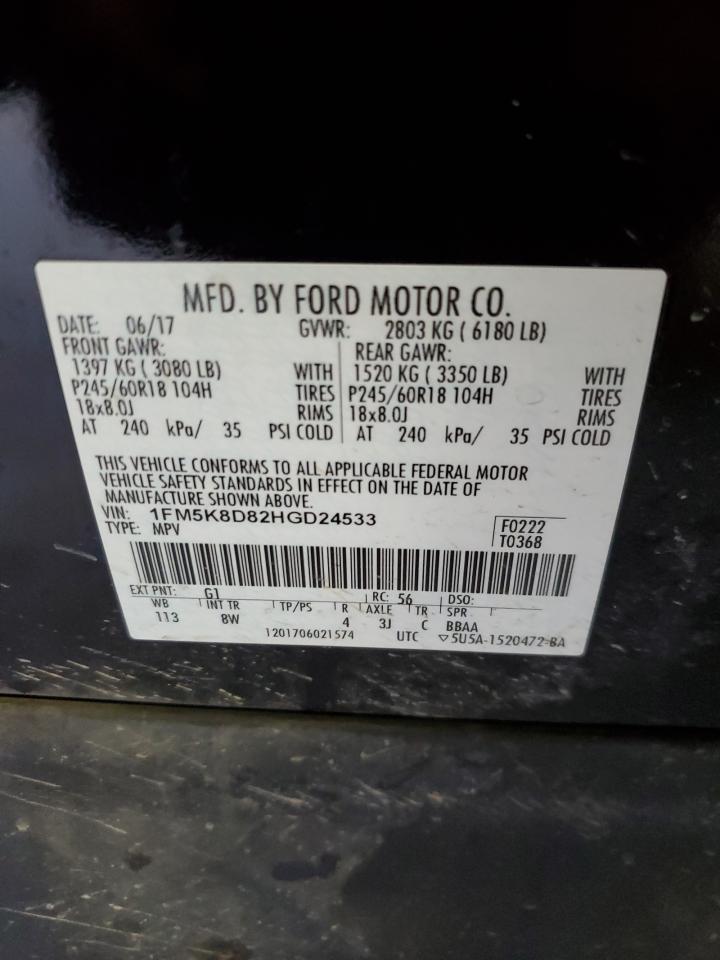 MFD. BY FORD MOTOR CO.
DATE: 06/17 GVWR: 2803 KG ( 6180 LB)
FRONT GAWR: REAR GAWR:
1397 KG ( 3080 LB) WITH 1520 KG ( 3350 LB) WITH
P245/60R18 104H TIRES P245/60R18 104H TIRES
18x8.0J RIMS 18x8.0J RIMS
AT 240 kPa/ 35 PSI COLD AT 240 kPa/ 35 PSI COLD
THIS VEHICLE CONFORMS TO ALL APPLICABLE FEDERAL MOTOR
VEHICLE SAFETY STANDARDS IN EFFECT ON THE DATE OF
MANUFACTURE SHOWN ABOVE.
VIN: 1FM5K8D82HGD24533 F0222
TYPE: MPV T0368
EXT PNT: G1 RC: 56 DSO:
WB INT TR TP/PS R AXLE TR SPR
113 8W 4 3J C BBAA
1201706021574 UTC ▽5U5A-1520472-BA